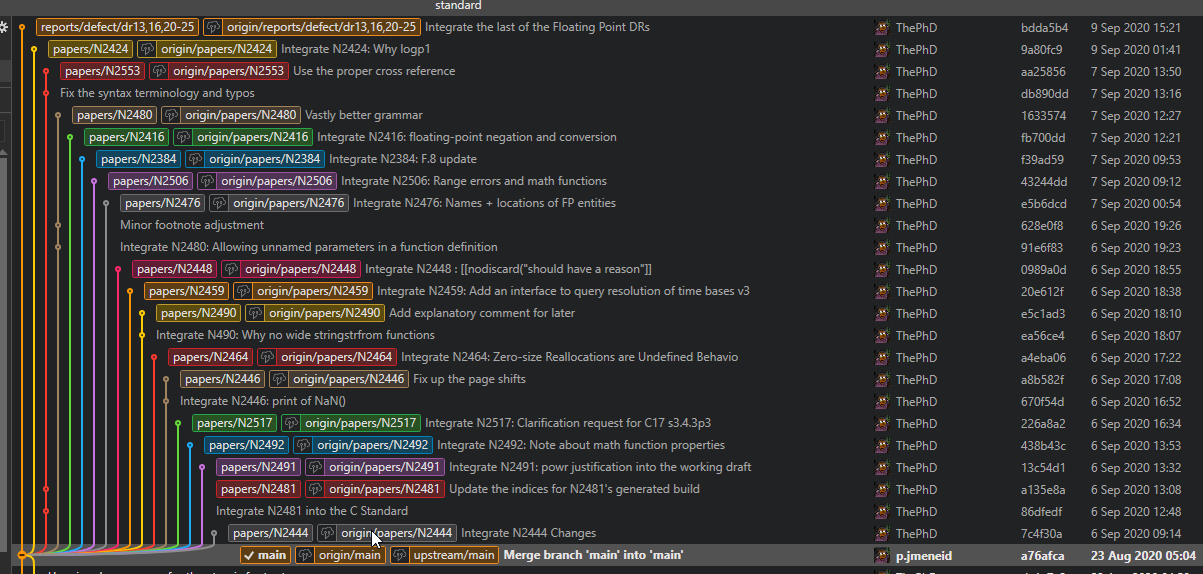 standard
reports/defect/dr13,16,20-25 origin/reports/defect/dr13,16,20-25 Integrate the last of the Floating Point DRs ThePhD bdda5b4 9 Sep 2020 15:21
papers/N2424 origin/papers/N2424 Integrate N2424: Why logp1 ThePhD 9a80fc9 9 Sep 2020 01:41
papers/N2553 origin/papers/N2553 Use the proper cross reference ThePhD aa25856 7 Sep 2020 13:50
Fix the syntax terminology and typos ThePhD db890dd 7 Sep 2020 13:16
papers/N2480 origin/papers/N2480 Vastly better grammar ThePhD 1633574 7 Sep 2020 12:27
papers/N2416 origin/papers/N2416 Integrate N2416: floating-point negation and conversion ThePhD fb700dd 7 Sep 2020 12:21
papers/N2384 origin/papers/N2384 Integrate N2384: F.8 update ThePhD f39ad59 7 Sep 2020 09:53
papers/N2506 origin/papers/N2506 Integrate N2506: Range errors and math functions ThePhD 43244dd 7 Sep 2020 09:12
papers/N2476 origin/papers/N2476 Integrate N2476: Names + locations of FP entities ThePhD e5b6dcd 7 Sep 2020 00:54
Minor footnote adjustment ThePhD 628e0f8 6 Sep 2020 19:26
Integrate N2480: Allowing unnamed parameters in a function definition ThePhD 91e6f83 6 Sep 2020 19:23
papers/N2448 origin/papers/N2448 Integrate N2448 : [[nodiscard("should have a reason"]] ThePhD 0989a0d 6 Sep 2020 18:55
papers/N2459 origin/papers/N2459 Integrate N2459: Add an interface to query resolution of time bases v3 ThePhD 20e612f 6 Sep 2020 18:38
papers/N2490 origin/papers/N2490 Add explanatory comment for later ThePhD e5c1ad3 6 Sep 2020 18:10
Integrate N490: Why no wide stringstrfrom functions ThePhD ea56ce4 6 Sep 2020 18:07
papers/N2464 origin/papers/N2464 Integrate N2464: Zero-size Reallocations are Undefined Behavio ThePhD a4eba06 6 Sep 2020 17:22
papers/N2446 origin/papers/N2446 Fix up the page shifts ThePhD a8b582f 6 Sep 2020 17:08
Integrate N2446: print of NaN() ThePhD 670f54d 6 Sep 2020 16:52
papers/N2517 origin/papers/N2517 Integrate N2517: Clarification request for C17 s3.4.3p3 ThePhD 226a8a2 6 Sep 2020 16:34
papers/N2492 origin/papers/N2492 Integrate N2492: Note about math function properties ThePhD 438b43c 6 Sep 2020 13:53
papers/N2491 origin/papers/N2491 Integrate N2491: powr justification into the working draft ThePhD 13c54d1 6 Sep 2020 13:32
papers/N2481 origin/papers/N2481 Update the indices for N2481's generated build ThePhD a135e8a 6 Sep 2020 13:08
Integrate N2481 into the C Standard ThePhD 86dfedf 6 Sep 2020 12:48
papers/N2444 origin/papers/N2444 Integrate N2444 Changes ThePhD 7c4f30a 6 Sep 2020 09:14
main origin/main upstream/main Merge branch 'main' into 'main' p.jmeneid a76afca 23 Aug 2020 05:04